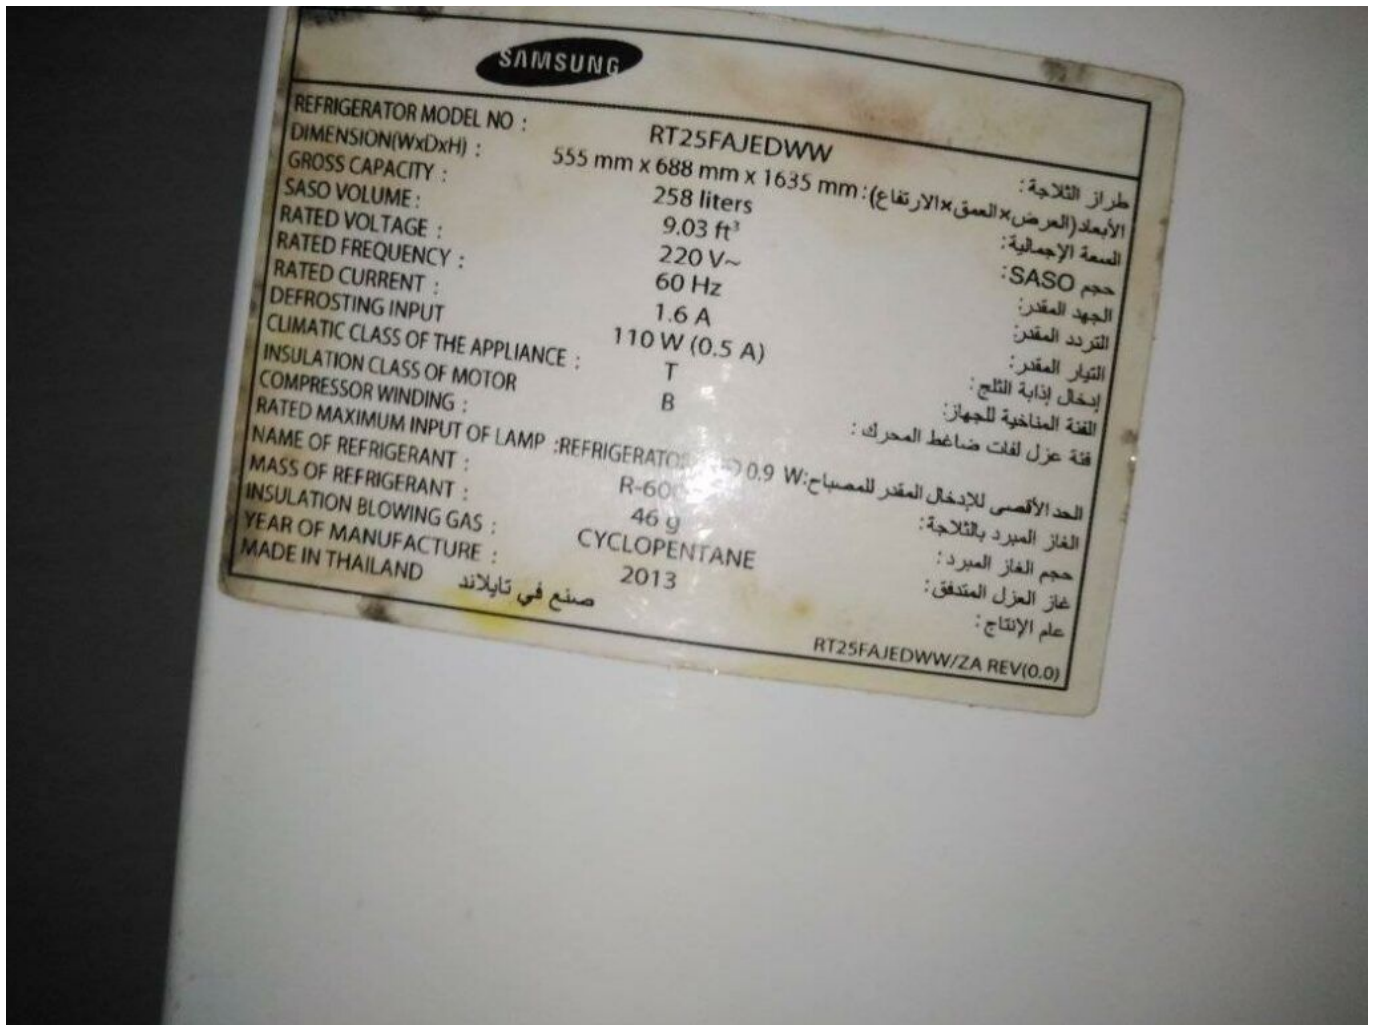 SAMSUNG
REFRIGERATOR MODEL NO : RT25FAJEDWW طراز الثلاجة:
DIMENSION(WxDxH) : 555 mm x 688 mm x 1635 mm :(الأبعاد(العرض×العمق×الارتفاع
GROSS CAPACITY : 258 liters السعة الإجمالية:
SASO VOLUME : 9.03 ft³ حجم SASO:
RATED VOLTAGE : 220 V~ الجهد المقدر:
RATED FREQUENCY : 60 Hz التردد المقدر:
RATED CURRENT : 1.6 A التيار المقدر:
DEFROSTING INPUT 110 W (0.5 A) إدخال إذابة الثلج:
CLIMATIC CLASS OF THE APPLIANCE : T الفئة المناخية للجهاز:
INSULATION CLASS OF MOTOR
COMPRESSOR WINDING : B فئة عزل لفات ضاغط المحرك :
RATED MAXIMUM INPUT OF LAMP :REFRIGERATO 0.9 W:الحد الأقصى للإدخال المقدر للمصباح
NAME OF REFRIGERANT : R-600 الغاز المبرد بالثلاجة:
MASS OF REFRIGERANT : 46 g حجم الغاز المبرد:
INSULATION BLOWING GAS : CYCLOPENTANE غاز العزل المتدفق:
YEAR OF MANUFACTURE : 2013 عام الإنتاج:
MADE IN THAILAND صنع في تايلاند
RT25FAJEDWW/ZA REV(0.0)